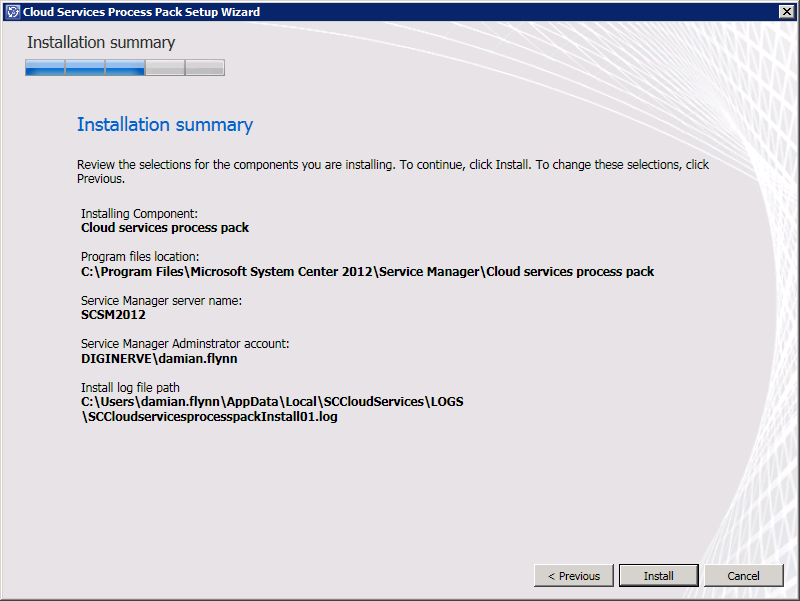 Cloud Services Process Pack Setup Wizard
Installation summary
Installation summary
Review the selections for the components you are installing. To continue, click Install. To change these selections, click
Previous.
Installing Component:
Cloud services process pack
Program files location:
C:\Program Files\Microsoft System Center 2012\Service Manager\Cloud services process pack
Service Manager server name:
SCSM2012
Service Manager Adminstrator account:
DIGINERVE\damian.flynn
Install log file path
C:\Users\damian.flynn\AppData\Local\SCCloudServices\LOGS
\SCCloudservicesprocesspackInstall01.log
< Previous
Install
Cancel